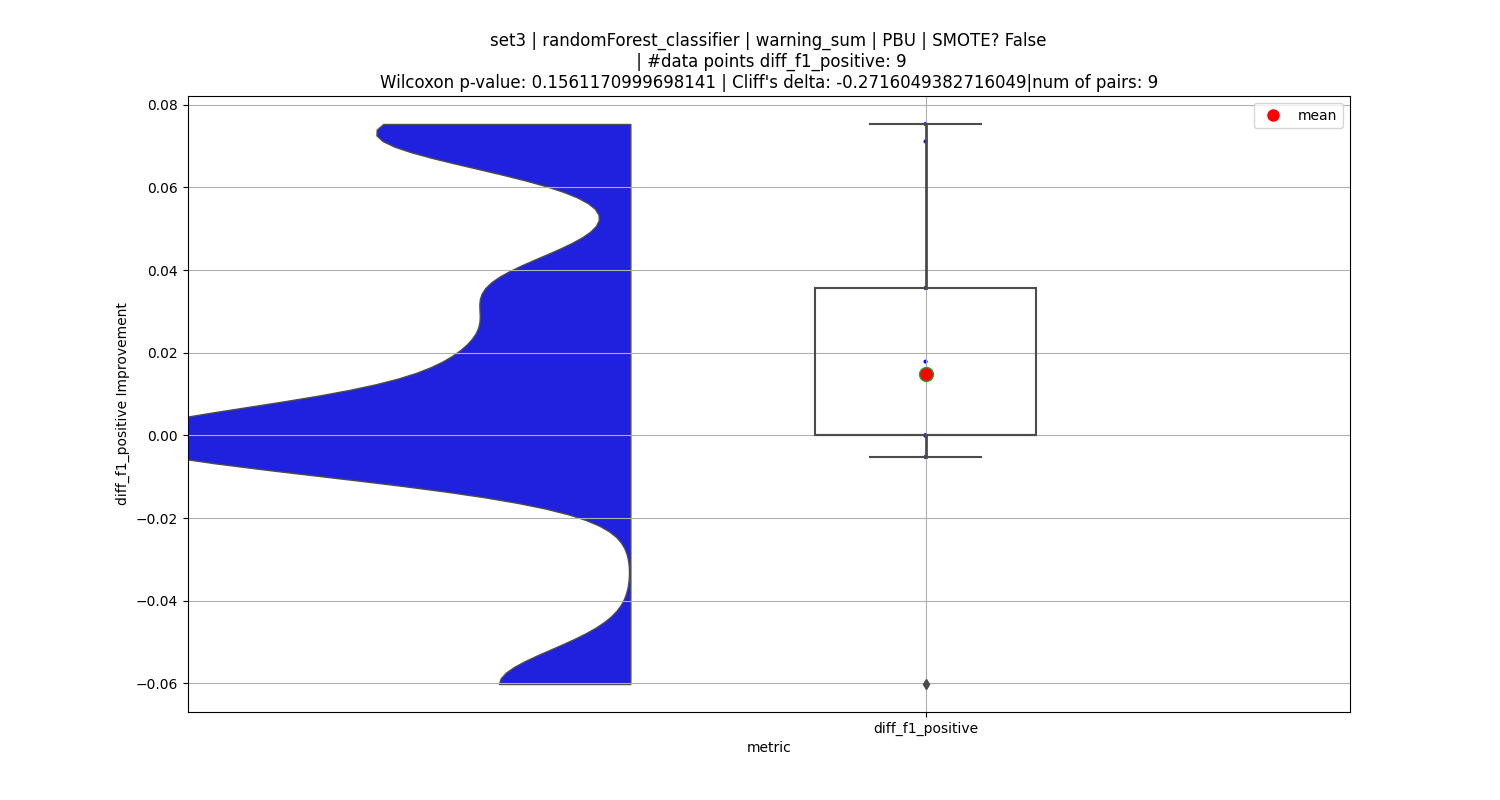 set3 | randomForest_classifier | warning_sum | PBU | SMOTE? False
| #data points diff_f1_positive: 9
Wilcoxon p-value: 0.1561170999698141 | Cliff's delta: -0.2716049382716049|num of pairs: 9
mean
0.08
0.06
0.04
0.02
0.00
−0.02
−0.04
−0.06
diff_f1_positive Improvement
diff_f1_positive
metric